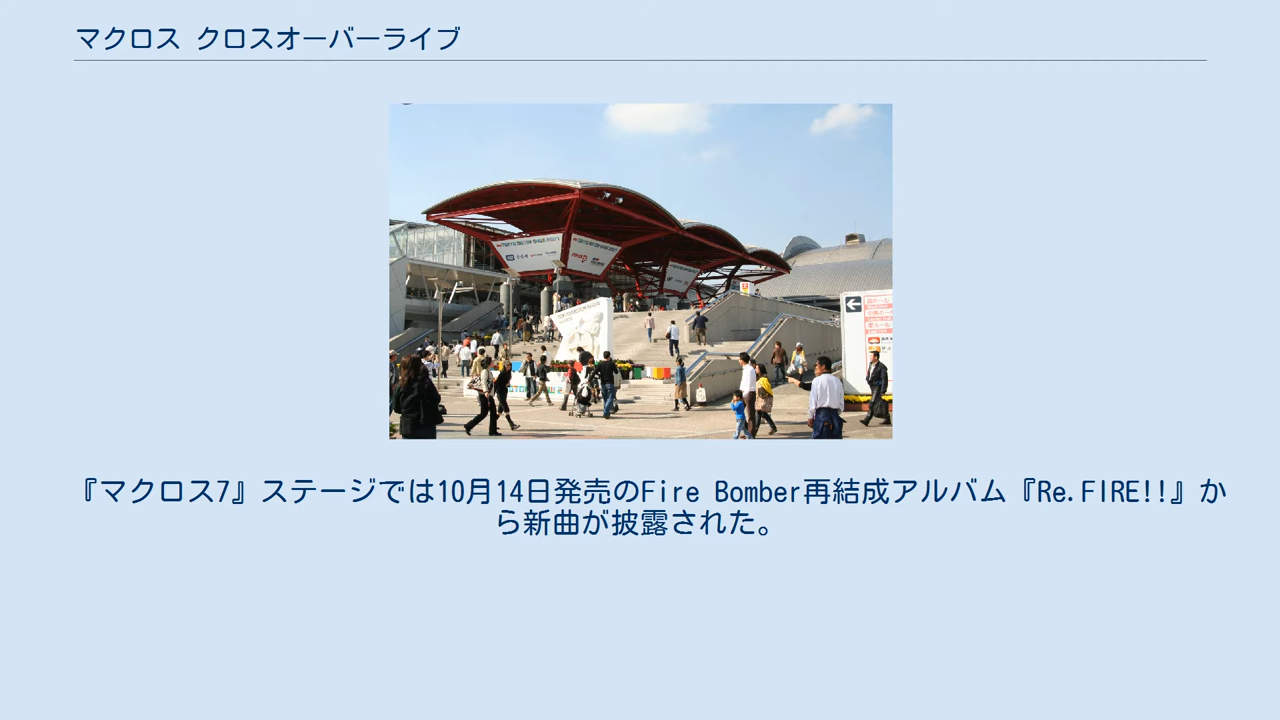 マクロス クロスオーバーライブ
『マクロス7』ステージでは10月14日発売のFire Bomber再結成アルバム『Re.FIRE!!』か
ら新曲が披露された。